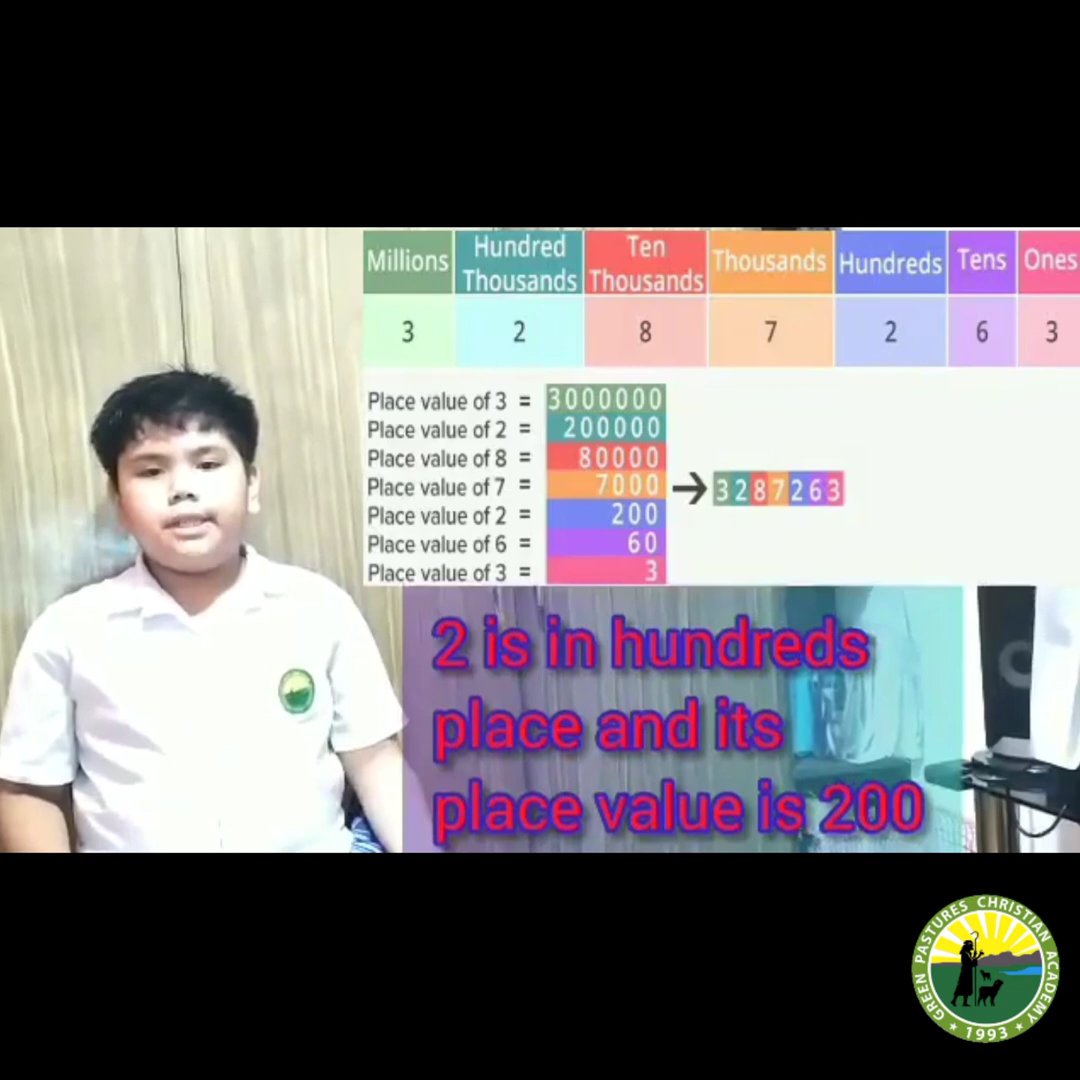 Millions Hundred Thousands Ten Thousands Thousands Hundreds Tens Ones
3 2 8 7 2 6 3
Place value of 3 = 3000000
Place value of 2 = 200000
Place value of 8 = 80000
Place value of 7 = 7000 → 3287263
Place value of 2 = 200
Place value of 6 = 60
Place value of 3 = 3
2 is in hundreds
place and its
place value is 200
GREEN PASTURES CHRISTIAN ACADEMY
★ 1993 ★